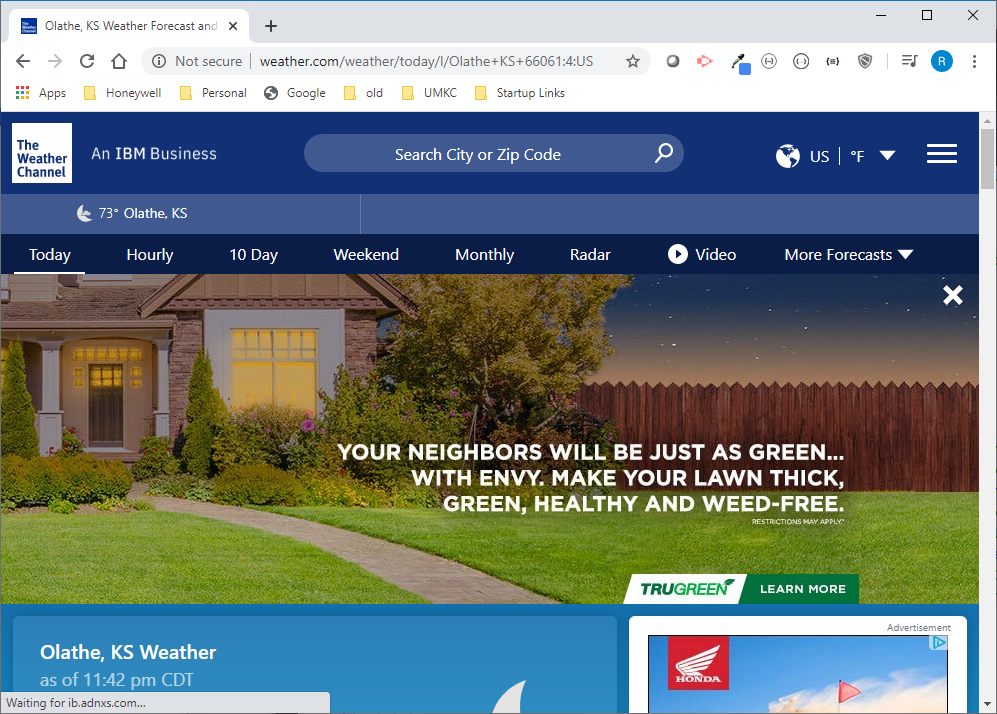 Olathe, KS Weather Forecast and
Not secure
weather.com/weather/today/l/Olathe+KS+66061:4:US
R
Apps
Honeywell
Personal
Google
old
UMKC
Startup Links
The
Weather
Channel
An IBM Business
Search City or Zip Code
US
°F
73° Olathe, KS
Today
Hourly
10 Day
Weekend
Monthly
Radar
Video
More Forecasts
YOUR NEIGHBORS WILL BE JUST AS GREEN...
WITH ENVY. MAKE YOUR LAWN THICK,
GREEN, HEALTHY AND WEED-FREE.
RESTRICTIONS MAY APPLY.*
TRUGREEN
LEARN MORE
Olathe, KS Weather
as of 11:42 pm CDT
Advertisement
HONDA
Waiting for ib.adnxs.com...